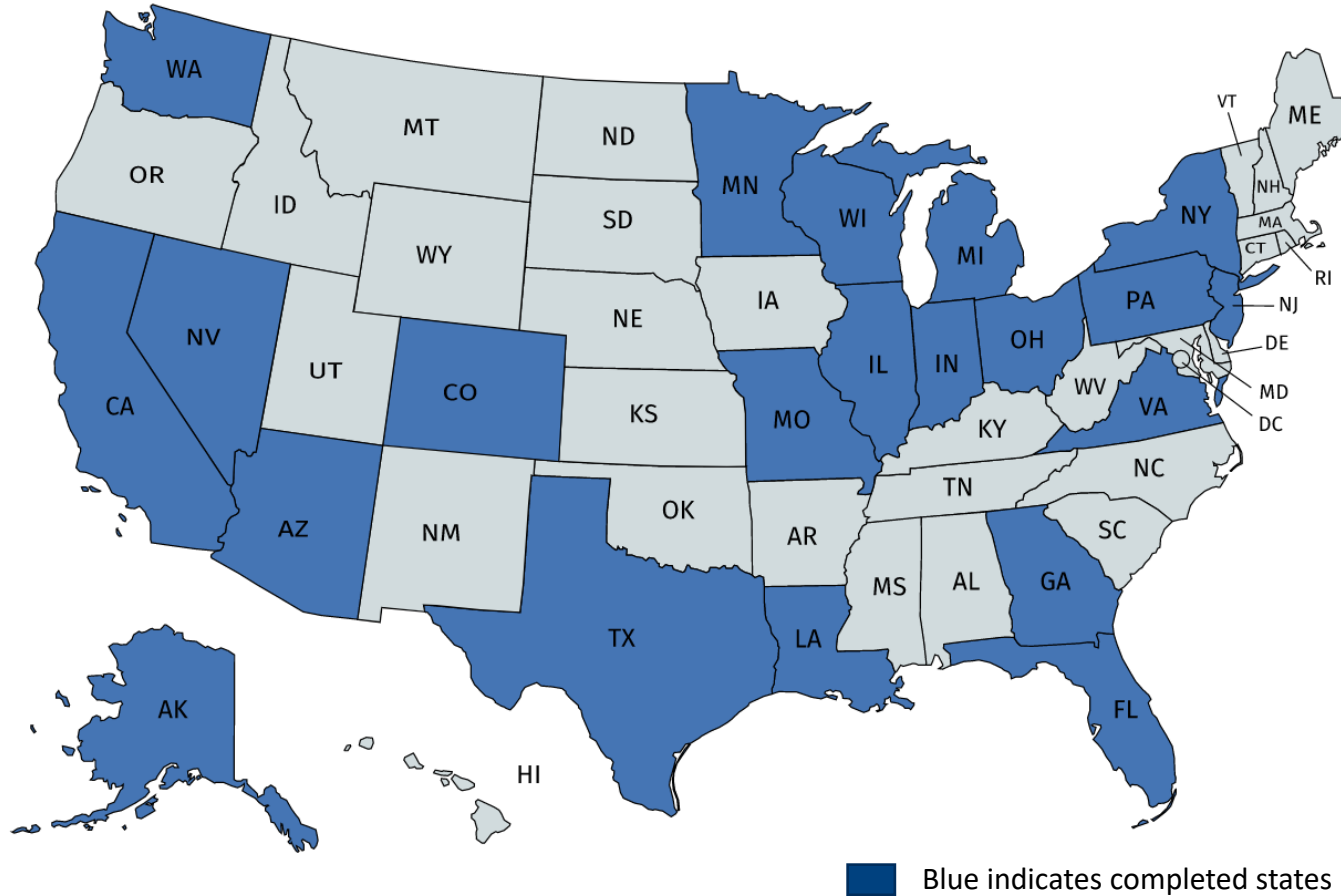 WA
MT
ND
MN
VT
ME
OR
ID
SD
WI
NH
NY
MA
WY
MI
CT
RI
IA
PA
NJ
NE
NV
OH
DE
UT
IL
IN
CO
WV
MD
CA
KS
MO
VA
DC
KY
NC
TN
OK
AZ
NM
AR
SC
MS
AL
GA
TX
LA
AK
FL
HI
Blue indicates completed states